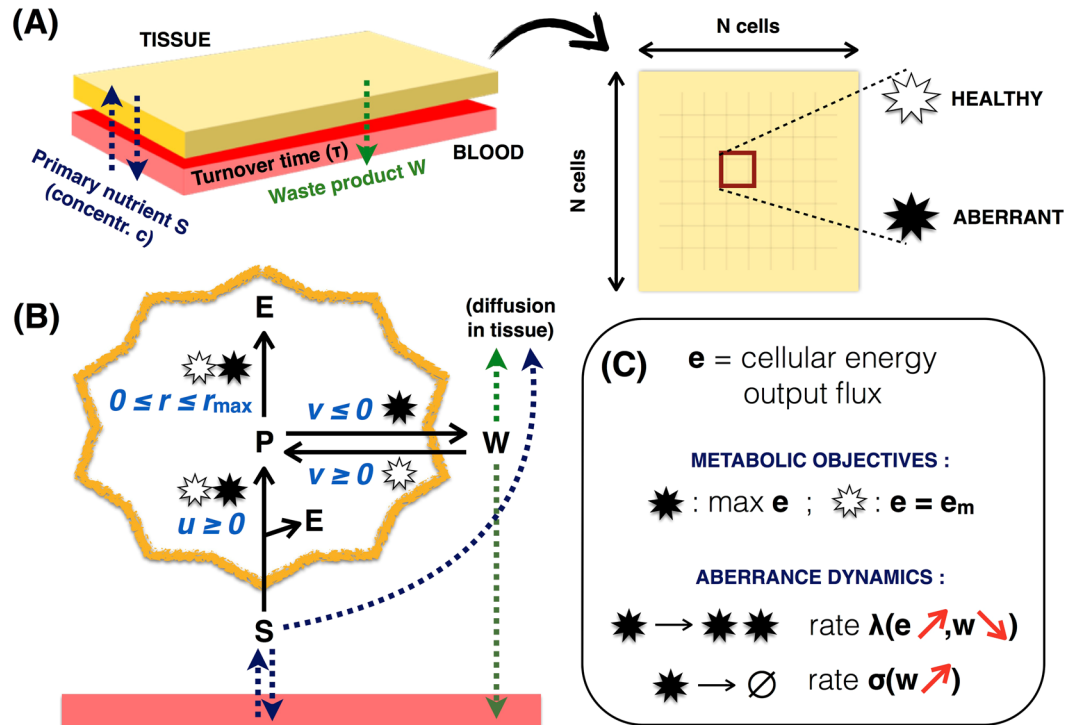 (A)
TISSUE
Primary nutrient S
(concentr. c)
Turnover time (τ)
Waste product W
BLOOD
N cells
N cells
HEALTHY
ABERRANT
(B)
E
0 ≤ r ≤ rmax
P
v ≤ 0
v ≥ 0
W
(diffusion
in tissue)
u ≥ 0
E
S
(C)
e = cellular energy
output flux
METABOLIC OBJECTIVES :
: max e ; : e = em
ABERRANCE DYNAMICS :
rate λ(e ↗,w↘)
→ ∅ rate σ(w↗)